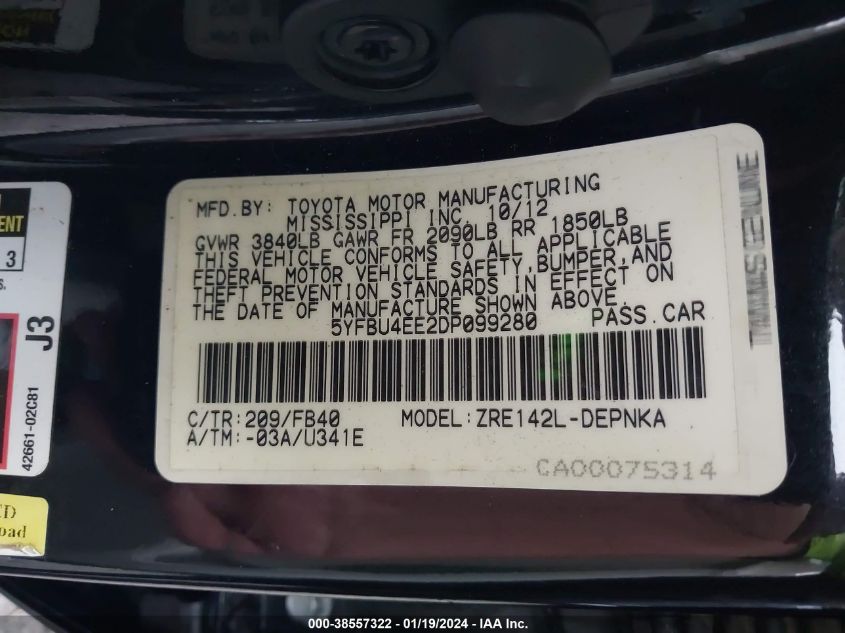 MFD.BY: TOYOTA MOTOR MANUFACTURING
MISSISSIPPI INC. 10/12
GVWR 3840LB GAWR FR 2090LB RR 1850LB
THIS VEHICLE CONFORMS TO ALL APPLICABLE
FEDERAL MOTOR VEHICLE SAFETY,BUMPER,AND
THEFT PREVENTION STANDARDS IN EFFECT ON
THE DATE OF MANUFACTURE SHOWN ABOVE.
5YFBU4EE2DP099280 PASS.CAR
C/TR:209/FB40 MODEL:ZRE142L-DEPNKA
A/TM:-03A/U341E
CA00075314
J3
42661-02C81
3
000-38557322 - 01/19/2024 - IAA Inc.